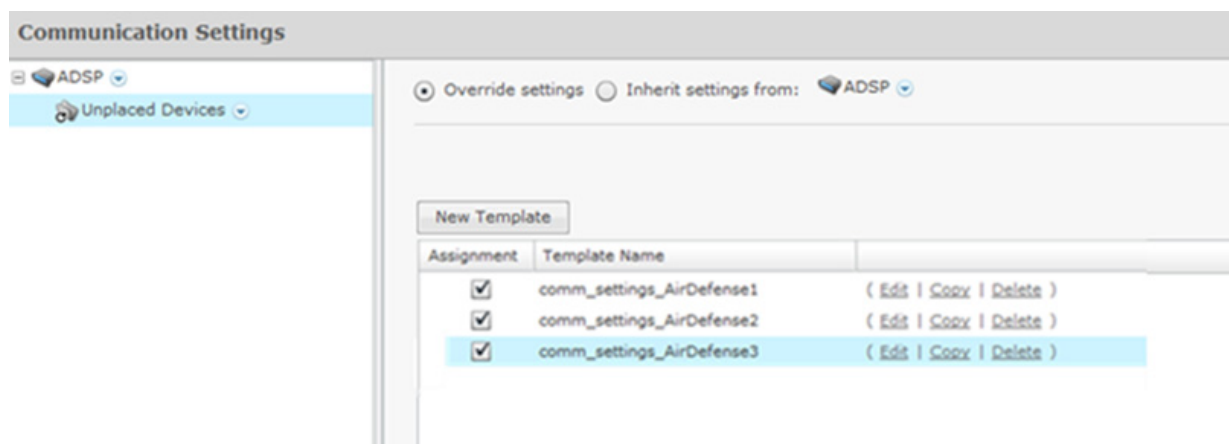 Communication Settings
ADSP
Unplaced Devices
Override settings Inherit settings from: ADSP
New Template
Assignment Template Name
comm_settings_AirDefense1 ( Edit | Copy | Delete )
comm_settings_AirDefense2 ( Edit | Copy | Delete )
comm_settings_AirDefense3 ( Edit | Copy | Delete )